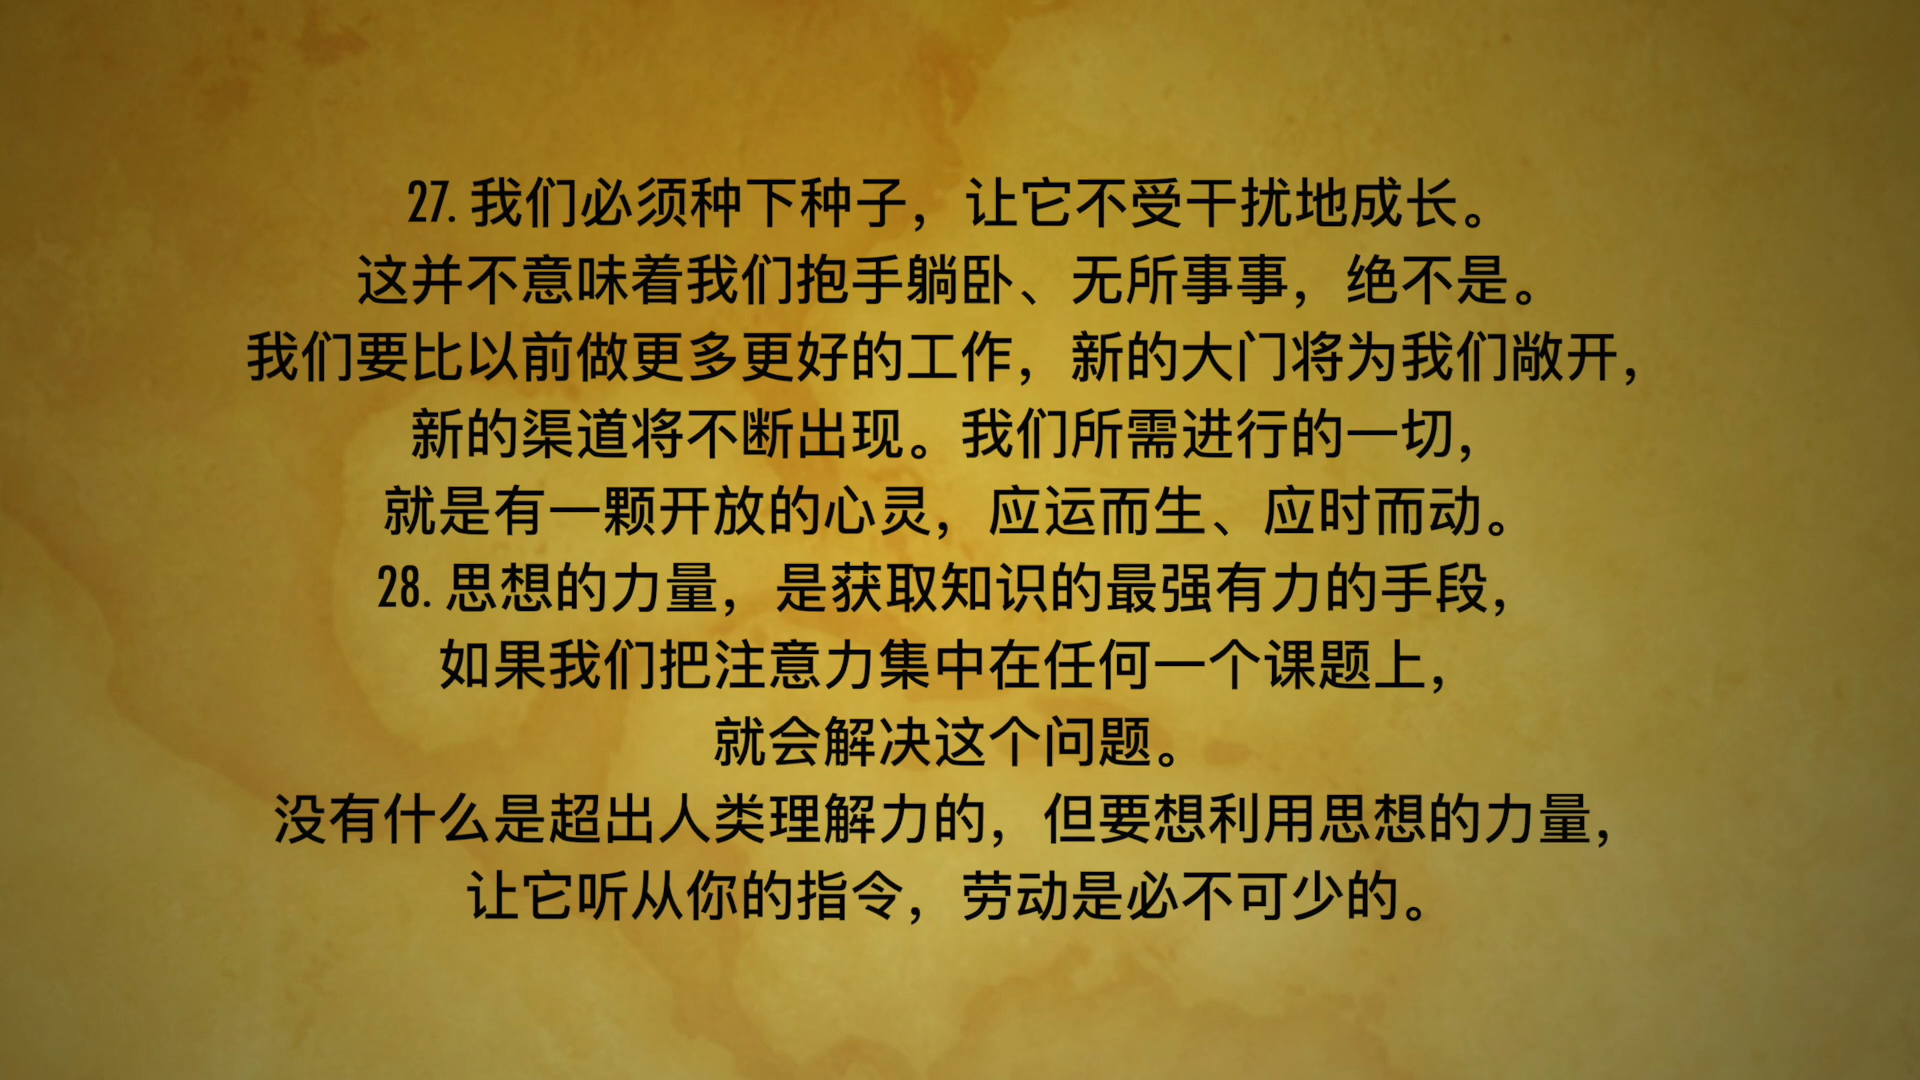 27. 我们必须种下种子，让它不受干扰地成长。
这并不意味着我们抱手躺卧、无所事事，绝不是。
我们要比以前做更多更好的工作，新的大门将为我们敞开，
新的渠道将不断出现。我们所需进行的一切，
就是有一颗开放的心灵，应运而生、应时而动。
28. 思想的力量，是获取知识的最强有力的手段，
如果我们把注意力集中在任何一个课题上，
就会解决这个问题。
没有什么是超出人类理解力的，但要想利用思想的力量，
让它听从你的指令，劳动是必不可少的。